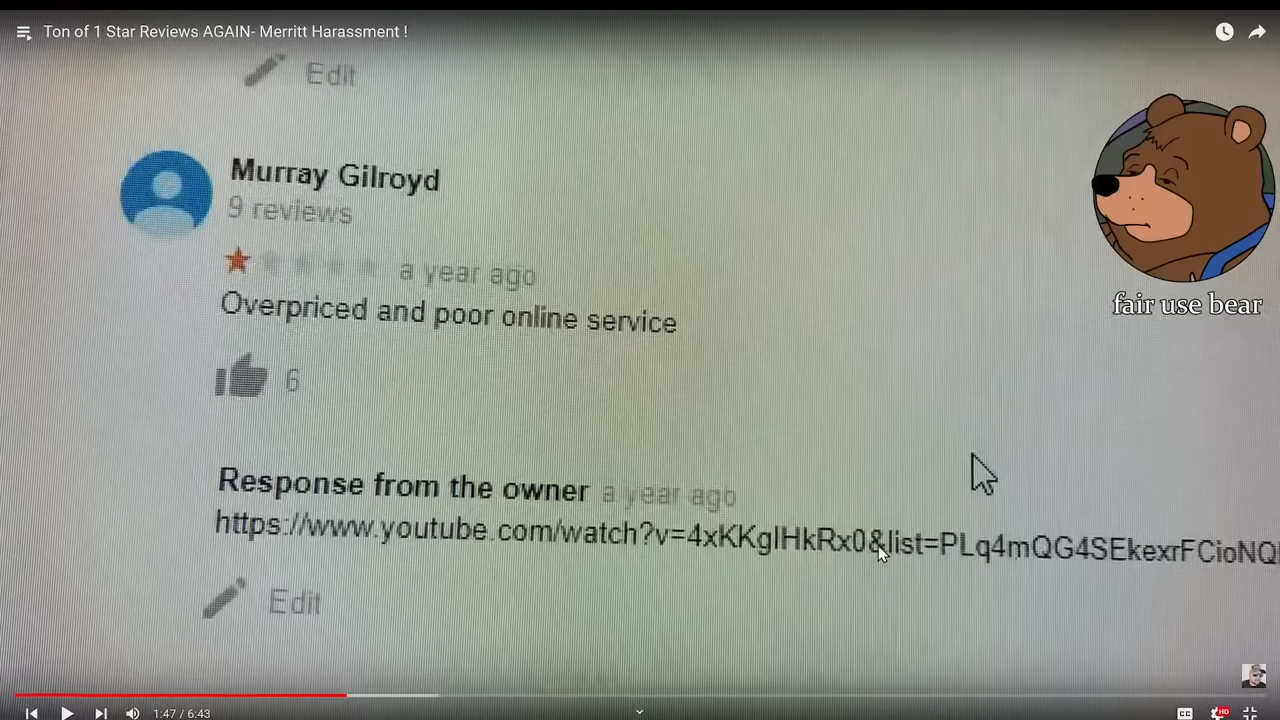 Ton of 1 Star Reviews AGAIN- Merritt Harassment !
Edit
Murray Gilroyd
9 reviews
a year ago
Overpriced and poor online service
6
fair use bear
Response from the owner a year ago
https://www.youtube.com/watch?v=4xKKglHkRx0&list=PLq4mQG4SEkexrFCioNQ
Edit
1:47 / 6:43
CC
HD